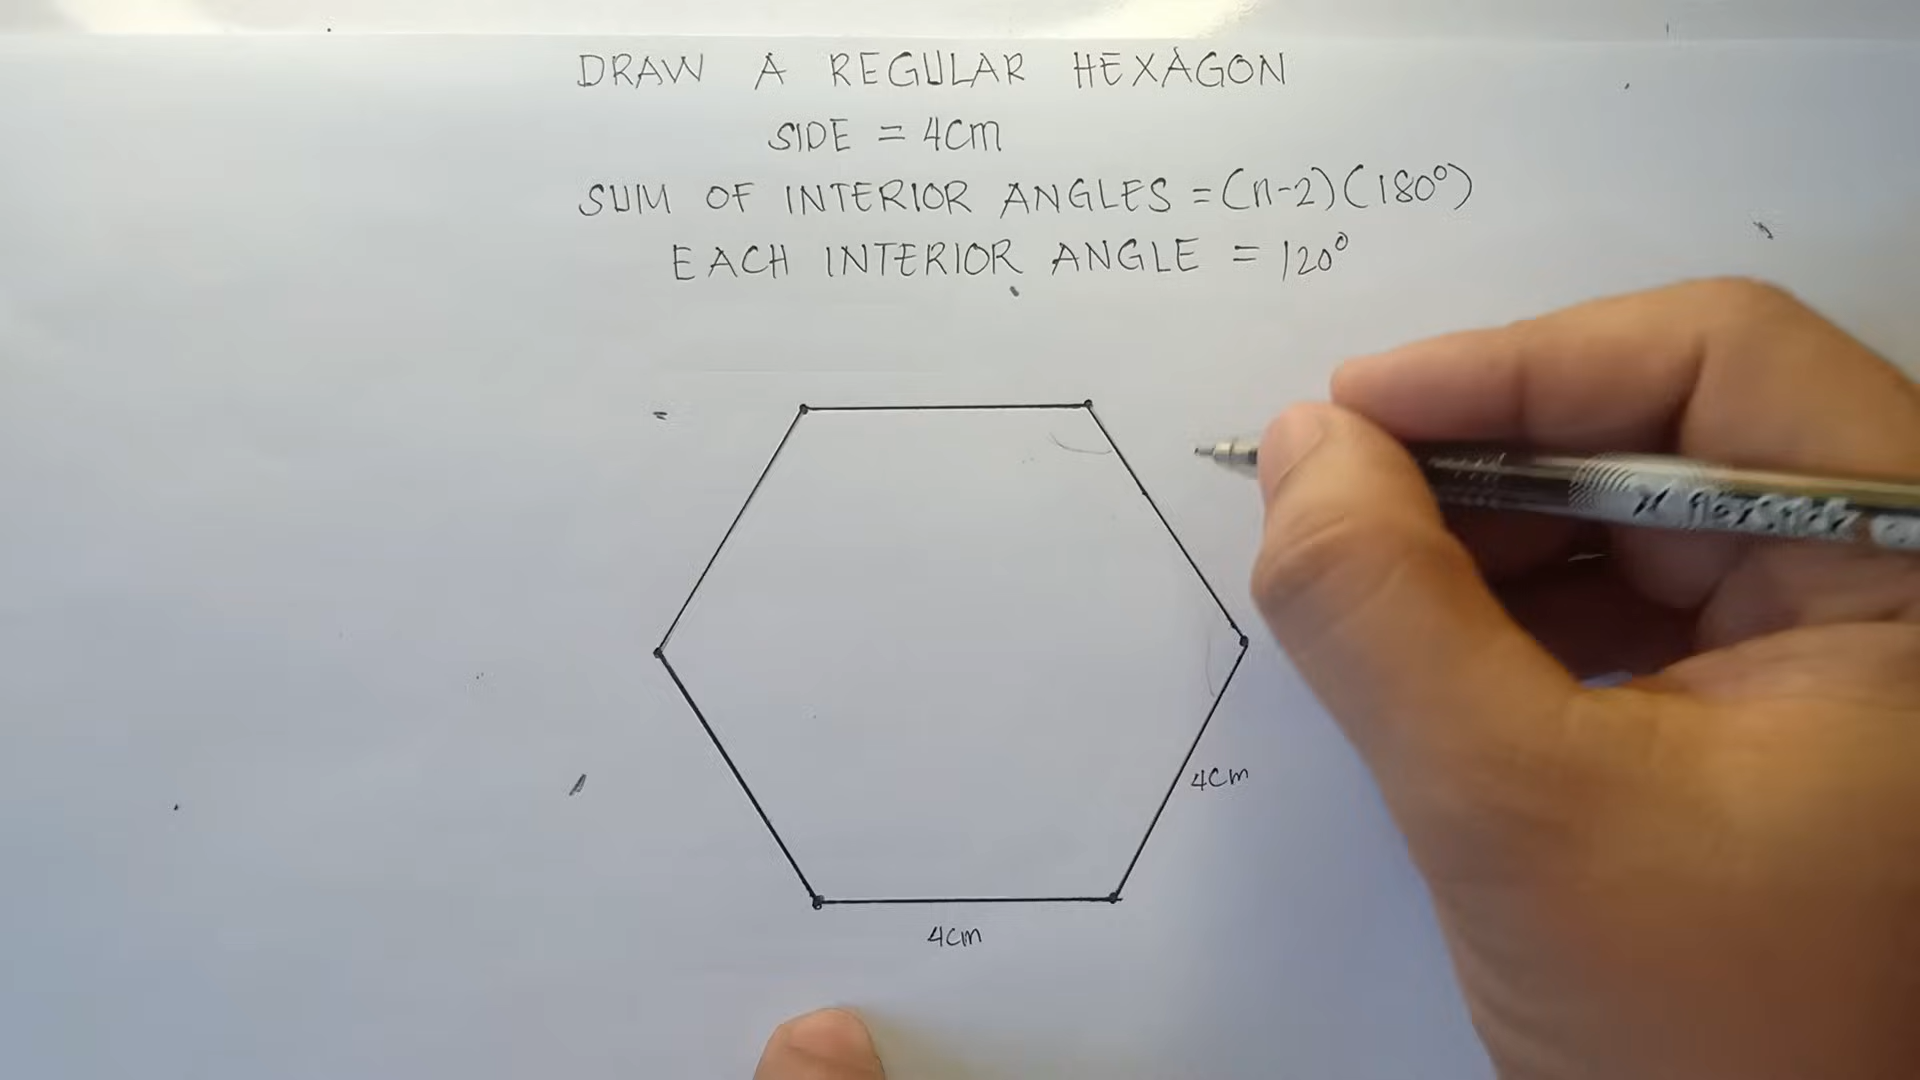 DRAW A REGULAR HEXAGON
SIDE = 4cm
SUM OF INTERIOR ANGLES = (n-2)(180°)
EACH INTERIOR ANGLE = 120°
4cm
4cm